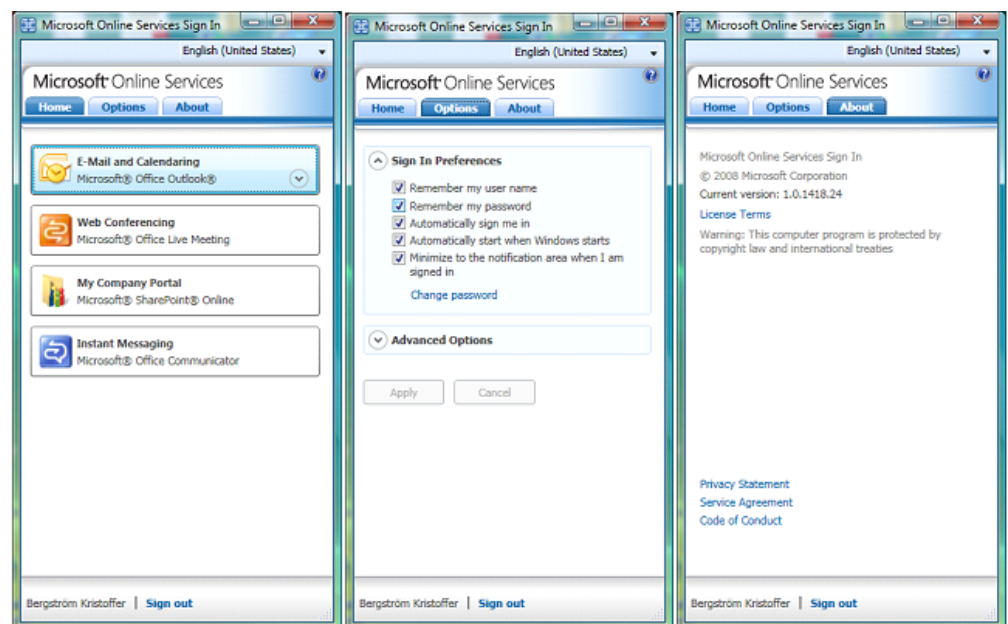 Microsoft Online Services Sign In
English (United States)
Microsoft Online Services
Home Options About
E-Mail and Calendaring
Microsoft® Office Outlook®
Web Conferencing
Microsoft® Office Live Meeting
My Company Portal
Microsoft® SharePoint® Online
Instant Messaging
Microsoft® Office Communicator
Bergström Kristoffer | Sign out
Microsoft Online Services Sign In
English (United States)
Microsoft Online Services
Home Options About
Sign In Preferences
Remember my user name
Remember my password
Automatically sign me in
Automatically start when Windows starts
Minimize to the notification area when I am
signed in
Change password
Advanced Options
Apply Cancel
Bergström Kristoffer | Sign out
Microsoft Online Services Sign In
English (United States)
Microsoft Online Services
Home Options About
Microsoft Online Services Sign In
© 2008 Microsoft Corporation
Current version: 1.0.1418.24
License Terms
Warning: This computer program is protected by
copyright law and international treaties
Privacy Statement
Service Agreement
Code of Conduct
Bergström Kristoffer | Sign out